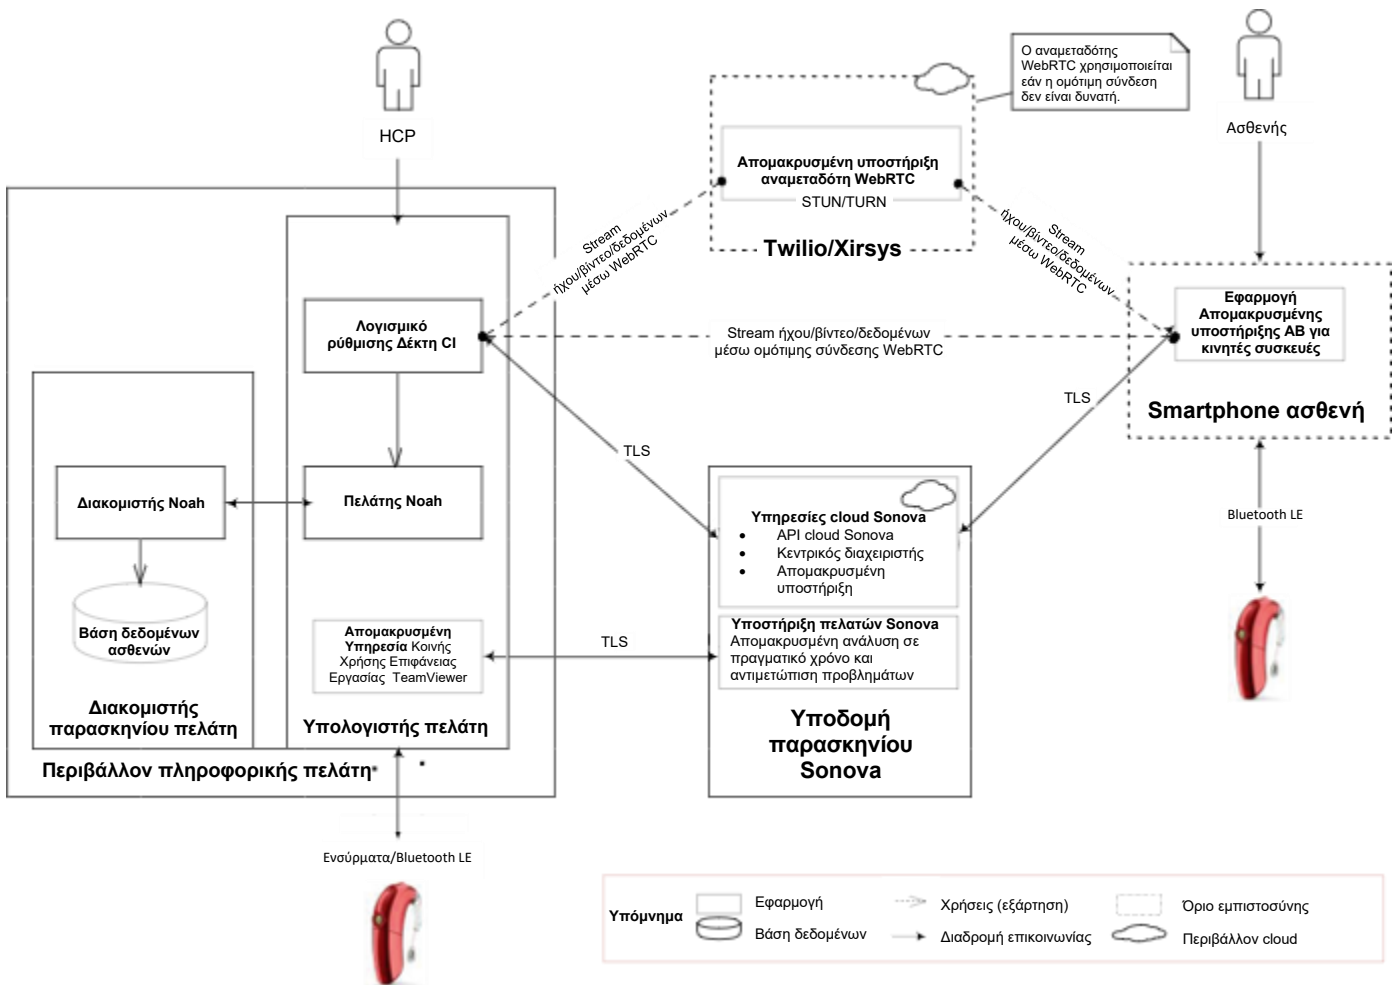 HCP
Ο αναμεταδότης
WebRTC χρησιμοποιείται
εάν η ομότιμη σύνδεση
δεν είναι δυνατή.
Ασθενής
Απομακρυσμένη υποστήριξη
αναμεταδότη WebRTC
STUN/TURN
Twilio/Xirsys
Stream
ήχου/βίντεο/δεδομένων
μέσω WebRTC
Stream
ήχου/βίντεο/δεδομένων
μέσω WebRTC
Λογισμικό
ρύθμισης Δέκτη CI
Stream ήχου/βίντεο/δεδομένων
μέσω ομότιμης σύνδεσης WebRTC
Εφαρμογή
Απομακρυσμένης
υποστήριξης AB για
κινητές συσκευές
Smartphone ασθενή
TLS
TLS
Διακομιστής Noah
Πελάτης Noah
Υπηρεσίες cloud Sonova
• API cloud Sonova
• Κεντρικός διαχειριστής
• Απομακρυσμένη
υποστήριξη
Bluetooth LE
Βάση δεδομένων
ασθενών
Απομακρυσμένη
Υπηρεσία Κοινής
Χρήσης Επιφάνειας
Εργασίας TeamViewer
TLS
Υποστήριξη πελατών Sonova
Απομακρυσμένη ανάλυση σε
πραγματικό χρόνο και
αντιμετώπιση προβλημάτων
Διακομιστής
παρασκηνίου πελάτη
Υπολογιστής πελάτη
Υποδομή
παρασκηνίου
Sonova
Περιβάλλον πληροφορικής πελάτη
Ενσύρματα/Bluetooth LE
Υπόμνημα
Εφαρμογή
Χρήσεις (εξάρτηση)
Όριο εμπιστοσύνης
Βάση δεδομένων
Διαδρομή επικοινωνίας
Περιβάλλον cloud